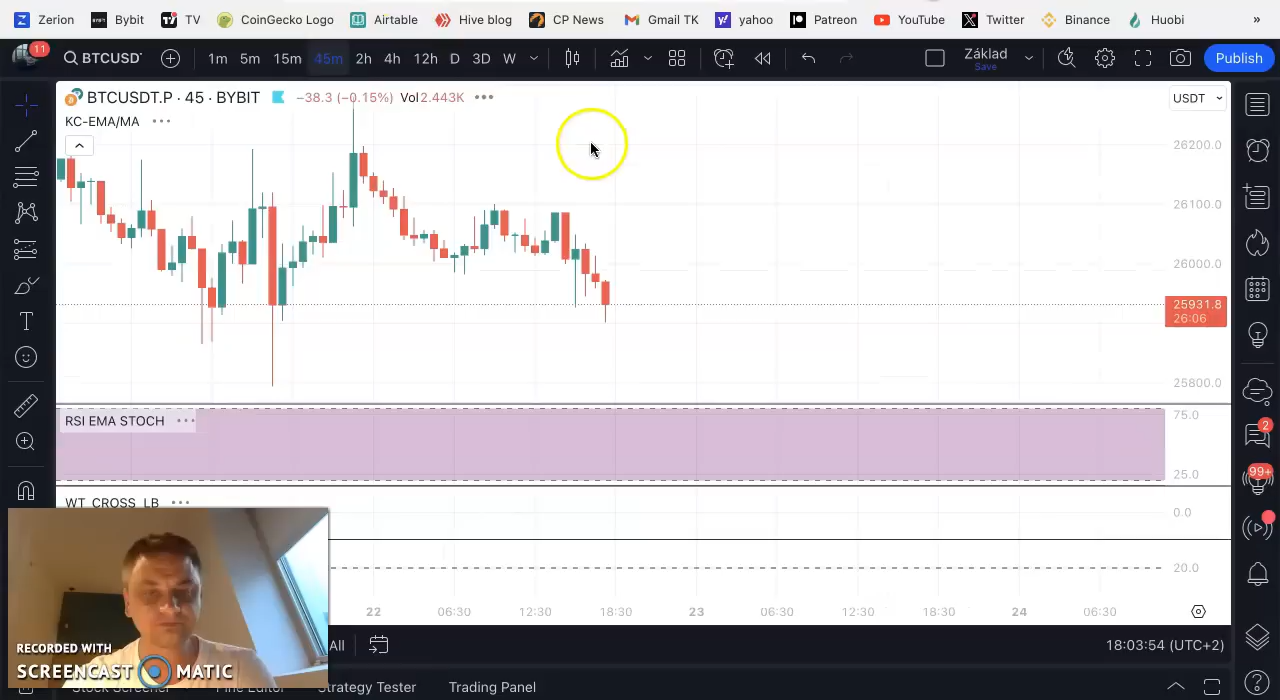 Zerion Bybit TV CoinGecko Logo Airtable Hive blog CP News Gmail TK yahoo Patreon YouTube Twitter Binance Huobi »
11 BTCUSDT 1m 5m 15m 45m 2h 4h 12h D 3D W Základ Save Publish
BTCUSDT.P · 45 · BYBIT −38.3 (−0.15%) Vol 2.443K USDT
KC-EMA/MA
26200.0
26100.0
26000.0
25931.8
26:06
25800.0
RSI EMA STOCH 75.0
25.0
WT_CROSS_LB 0.0
20.0
22 06:30 12:30 18:30 23 06:30 12:30 18:30 24 06:30
All 18:03:54 (UTC+2)
Stock Screener Pine Editor Strategy Tester Trading Panel
2
99+
RECORDED WITH
SCREENCAST MATIC